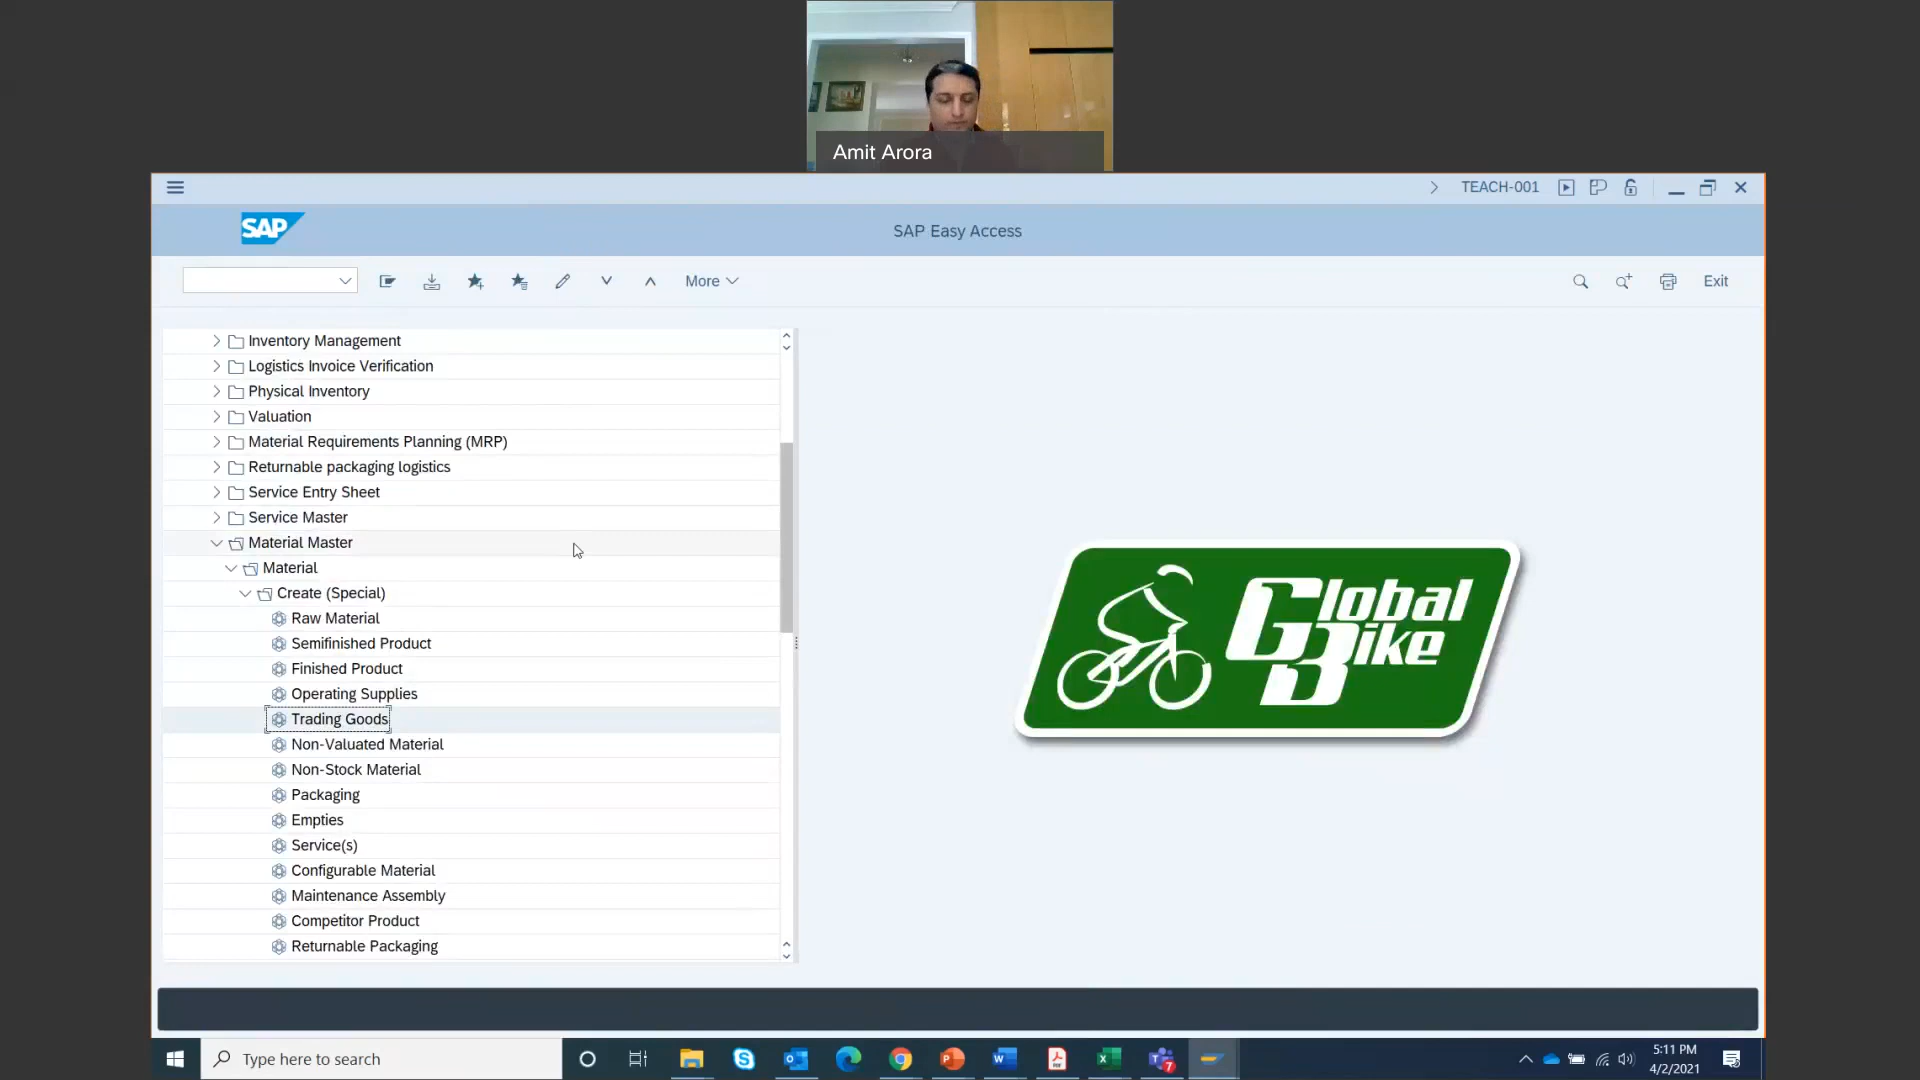 Amit Arora
TEACH-001
SAP
SAP Easy Access
More
Exit
Inventory Management
Logistics Invoice Verification
Physical Inventory
Valuation
Material Requirements Planning (MRP)
Returnable packaging logistics
Service Entry Sheet
Service Master
Material Master
Material
Create (Special)
Raw Material
Semifinished Product
Finished Product
Operating Supplies
Trading Goods
Non-Valuated Material
Non-Stock Material
Packaging
Empties
Service(s)
Configurable Material
Maintenance Assembly
Competitor Product
Returnable Packaging
Global
Bike
Type here to search
7
5:11 PM
4/2/2021